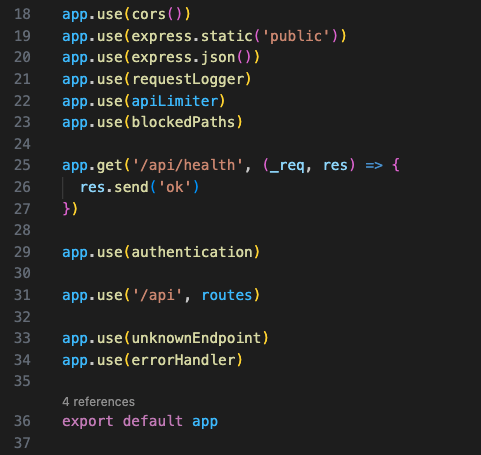 18 app.use(cors())
19 app.use(express.static('public'))
20 app.use(express.json())
21 app.use(requestLogger)
22 app.use(apiLimiter)
23 app.use(blockedPaths)
24
25 app.get('/api/health', (_req, res) => {
26   res.send('ok')
27 })
28
29 app.use(authentication)
30
31 app.use('/api', routes)
32
33 app.use(unknownEndpoint)
34 app.use(errorHandler)
35
4 references
36 export default app
37